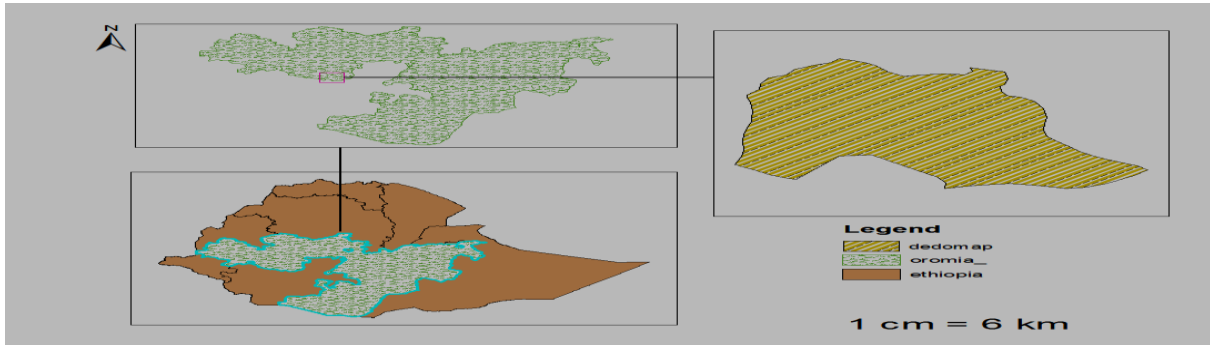 N
Legend
dedomap
oromia_
ethiopia
1 cm = 6 km